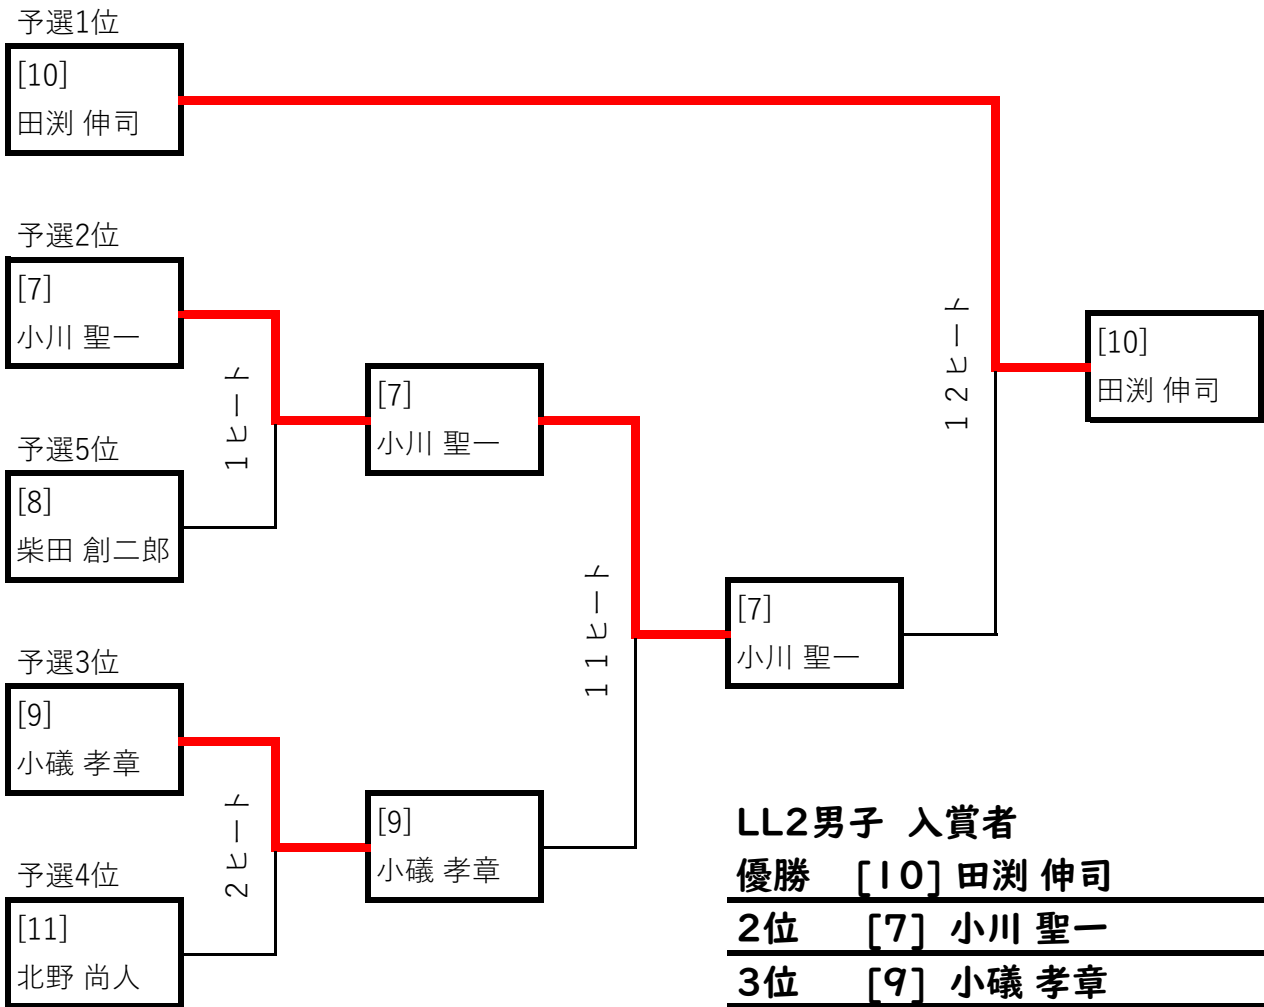 予選1位
[10]
田渕 伸司
予選2位
[7]
小川 聖一
予選5位
[8]
柴田 創二郎
予選3位
[9]
小礒 孝章
予選4位
[11]
北野 尚人
1ヒート
2ヒート
[7]
小川 聖一
[9]
小礒 孝章
11ヒート
[7]
小川 聖一
12ヒート
[10]
田渕 伸司
LL2男子 入賞者
優勝 [10] 田渕 伸司
2位 [7] 小川 聖一
3位 [9] 小礒 孝章